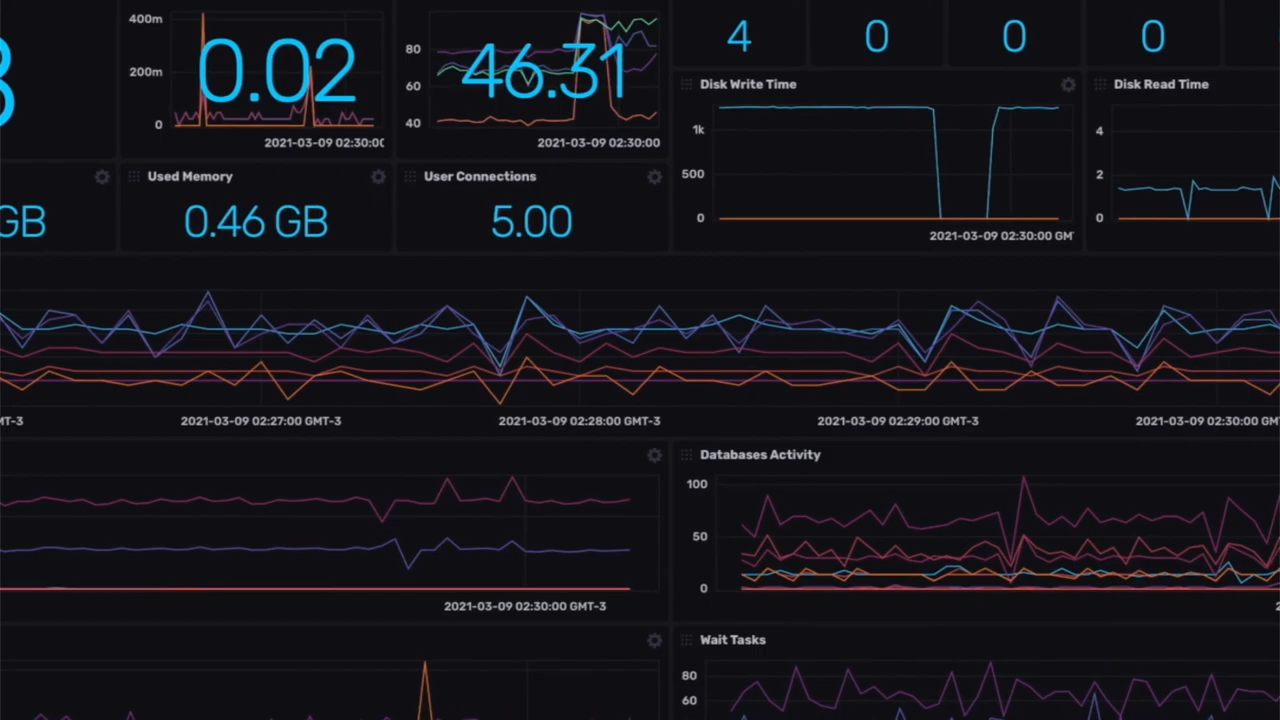 400m
200m
0
0.02
2021-03-09 02:30:00
80
60
40
46.31
2021-03-09 02:30:00
4
0
0
0
Disk Write Time
1k
500
0
2021-03-09 02:30:00 GMT
Disk Read Time
4
2
0
GB
Used Memory
0.46 GB
User Connections
5.00
MT-3
2021-03-09 02:27:00 GMT-3
2021-03-09 02:28:00 GMT-3
2021-03-09 02:29:00 GMT-3
2021-03-09 02:30:00 GM
2021-03-09 02:30:00 GMT-3
Databases Activity
100
50
0
Wait Tasks
80
60